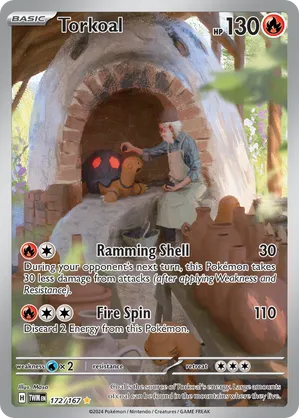 BASIC
Torkoal
HP 130
Ramming Shell 30
During your opponent's next turn, this Pokémon takes
30 less damage from attacks (after applying Weakness and
Resistance).
Fire Spin 110
Discard 2 Energy from this Pokémon.
weakness × 2 resistance retreat
Illus.
H TWM EN 172/167
Coal is the source of Torkoal's energy. Large amounts
of coal can be found in the mountains where they live.
©2024 Pokémon / Nintendo / Creatures / GAME FREAK